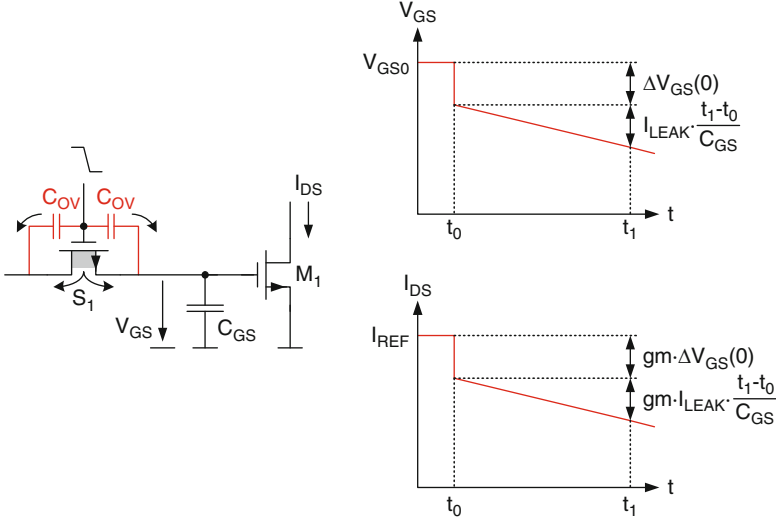 C_OV C_OV
S_1
V_GS
C_GS
I_DS
M_1
V_GS
V_GS0
ΔV_GS(0)
I_LEAK · t_1-t_0 / C_GS
t_0 t_1 t
I_DS
I_REF
gm·ΔV_GS(0)
gm·I_LEAK · t_1-t_0 / C_GS
t_0 t_1 t